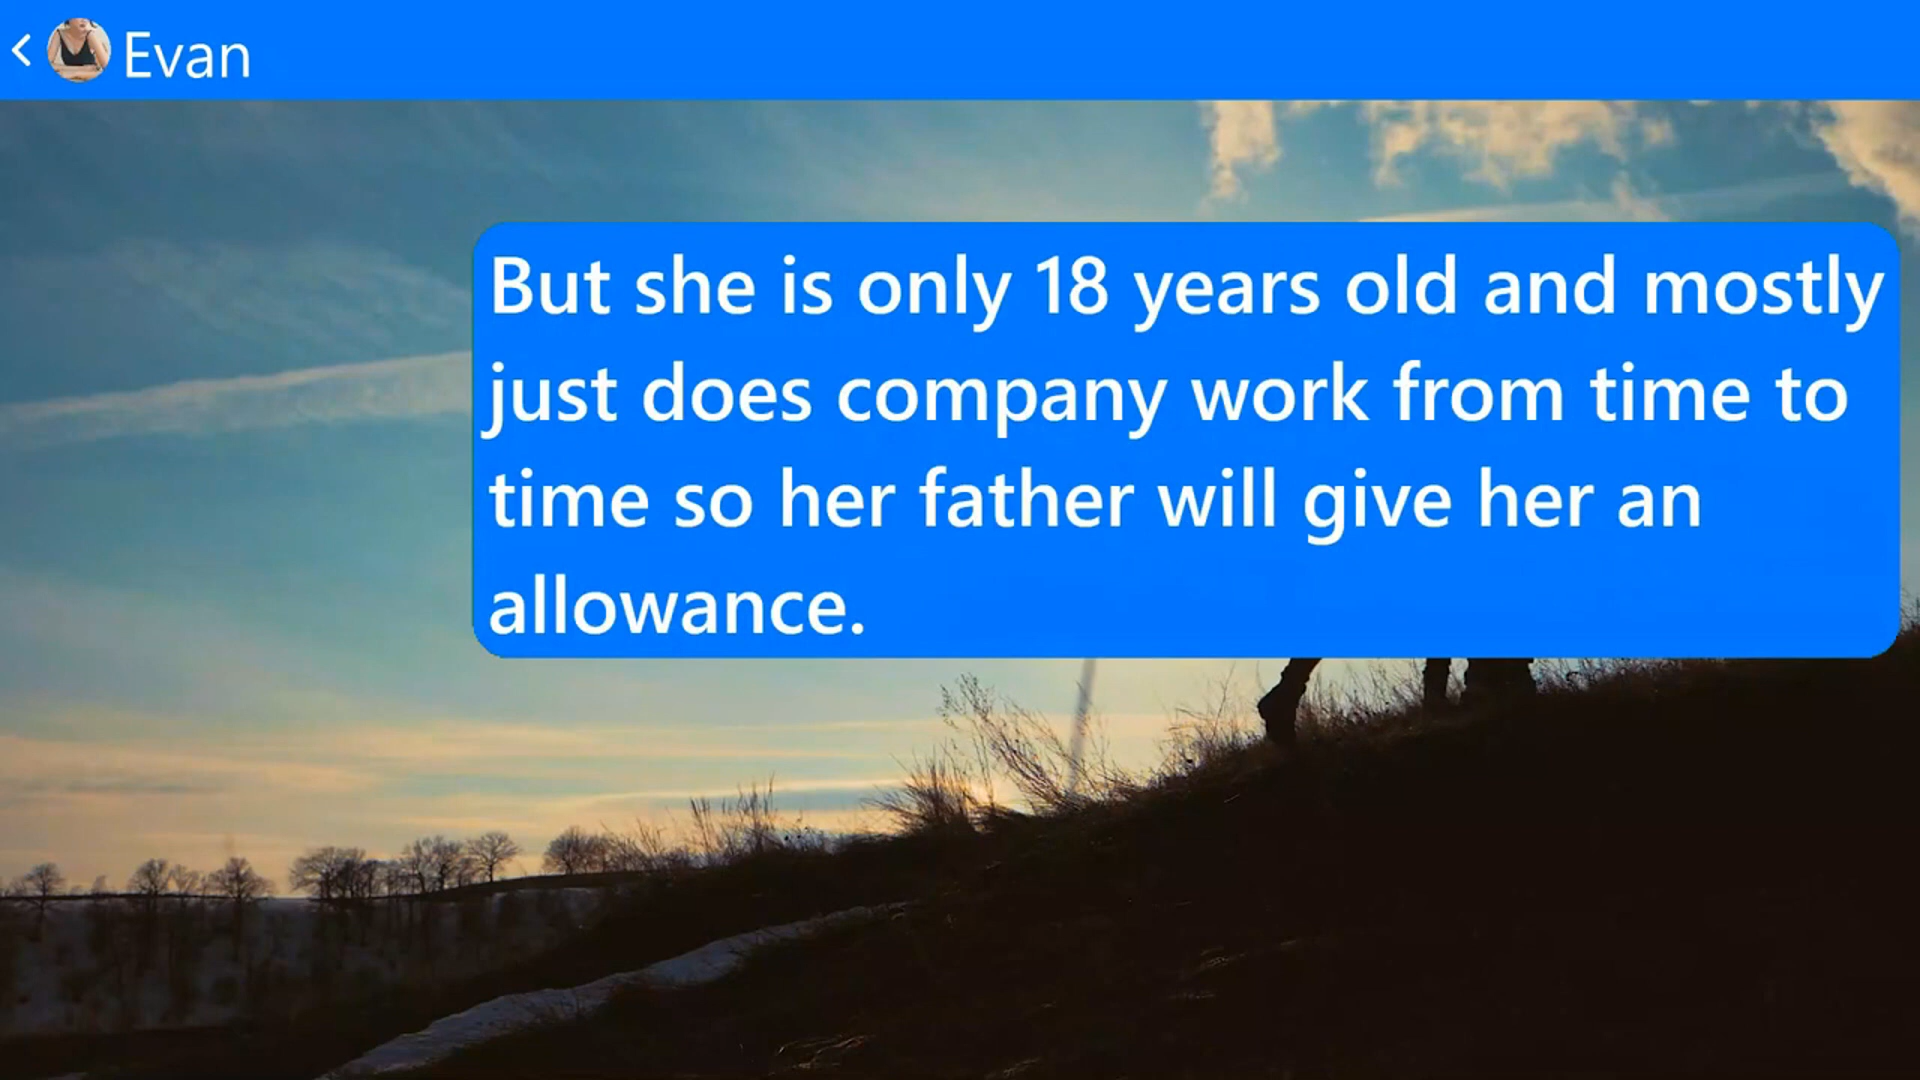 Evan
But she is only 18 years old and mostly
just does company work from time to
time so her father will give her an
allowance.